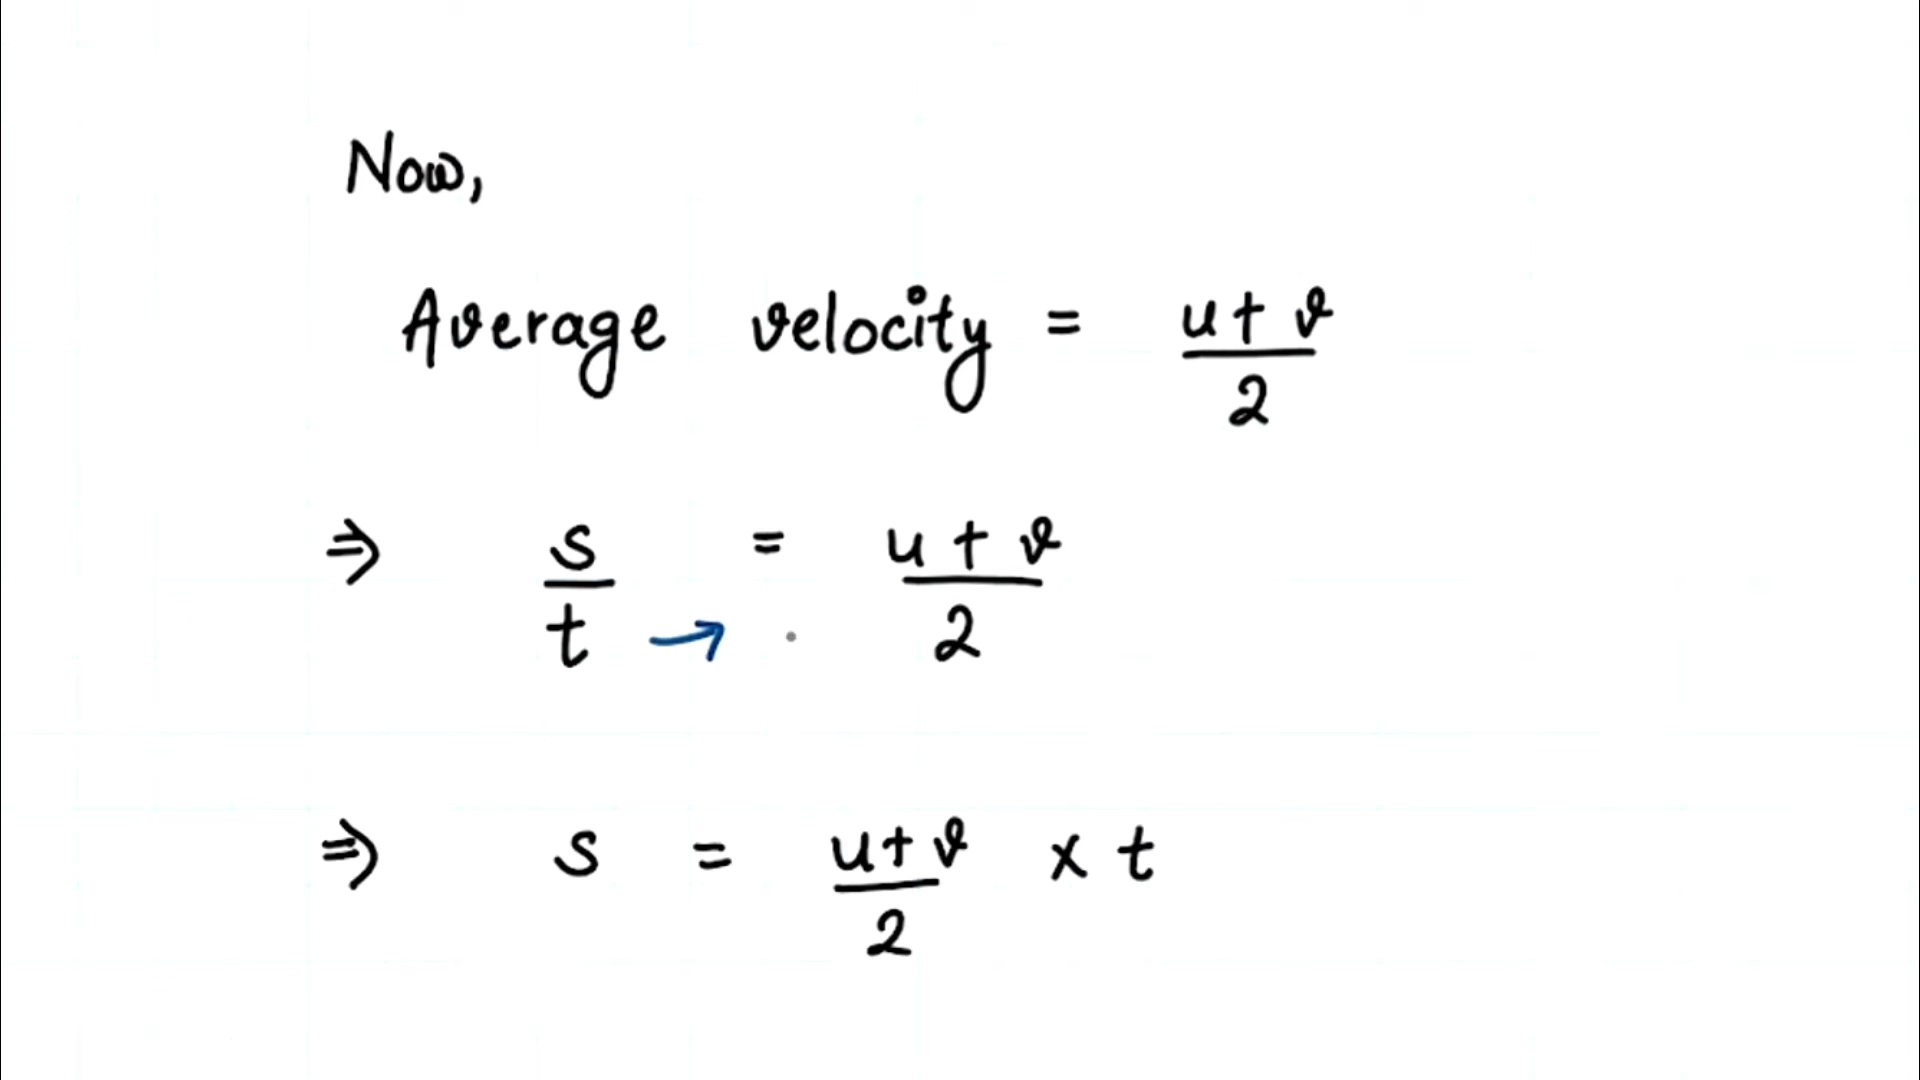 Now,
Average velocity = u + v / 2
⇒ s / t → = u + v / 2
⇒ s = u + v / 2 x t